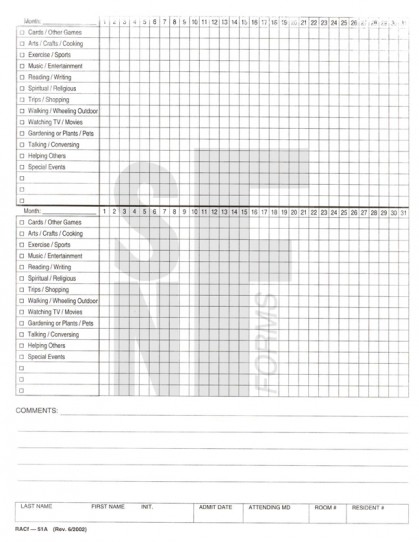 Month: 1 2 3 4 5 6 7 8 9 10 11 12 13 14 15 16 17 18 19 20 21 22 23 24 25 26 27 28 29 30 31
Cards / Other Games
Arts / Crafts / Cooking
Exercise / Sports
Music / Entertainment
Reading / Writing
Spiritual / Religious
Trips / Shopping
Walking / Wheeling Outdoor
Watching TV / Movies
Gardening or Plants / Pets
Talking / Conversing
Helping Others
Special Events
Month: 1 2 3 4 5 6 7 8 9 10 11 12 13 14 15 16 17 18 19 20 21 22 23 24 25 26 27 28 29 30 31
Cards / Other Games
Arts / Crafts / Cooking
Exercise / Sports
Music / Entertainment
Reading / Writing
Spiritual / Religious
Trips / Shopping
Walking / Wheeling Outdoor
Watching TV / Movies
Gardening or Plants / Pets
Talking / Conversing
Helping Others
Special Events
SNF
FORMS
COMMENTS:
LAST NAME FIRST NAME INIT. ADMIT DATE ATTENDING MD ROOM # RESIDENT #
RACf — 51A (Rev. 6/2002)